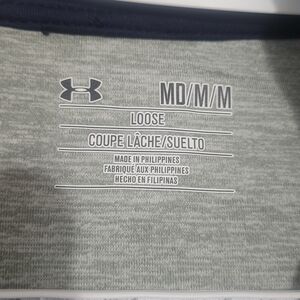 MD/M/M
LOOSE
COUPE LÂCHE/SUELTO
MADE IN PHILIPPINES
FABRIQUÉ AUX PHILIPPINES
HECHO EN FILIPINAS